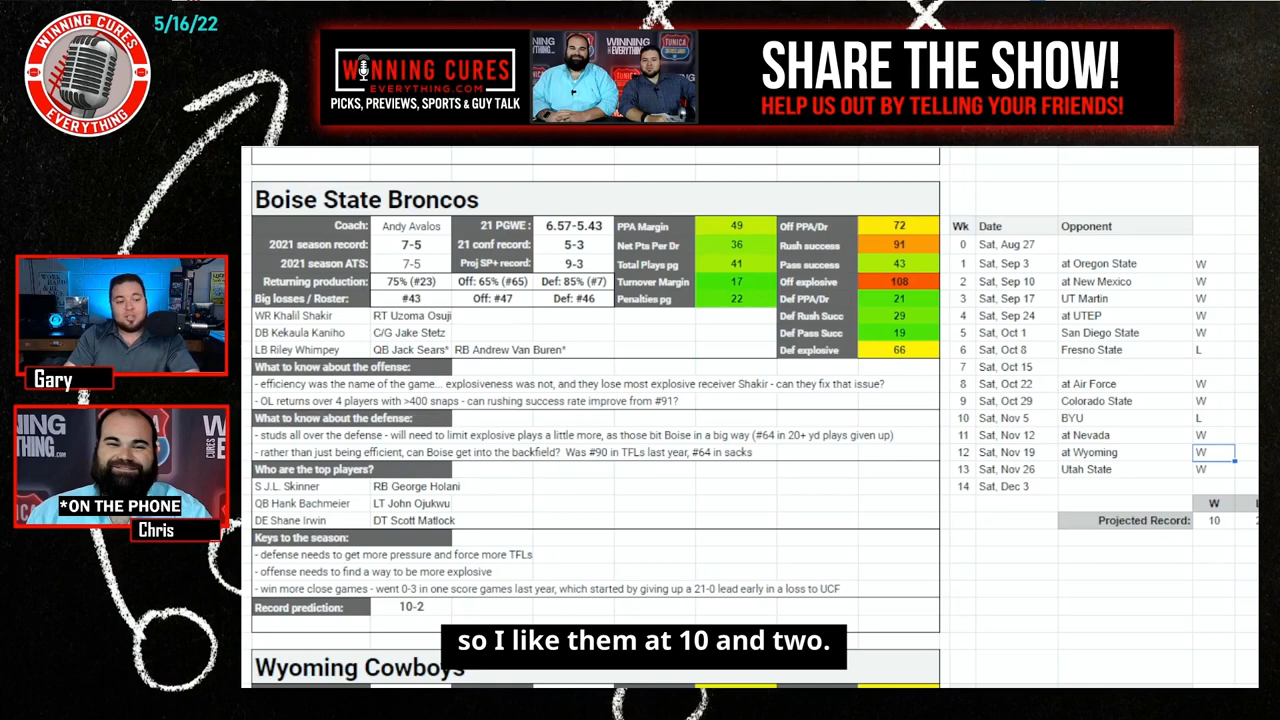 5/16/22
WINNING CURES
EVERYTHING
WINNING CURES
EVERYTHING.COM
PICKS, PREVIEWS, SPORTS & GUY TALK
SHARE THE SHOW!
HELP US OUT BY TELLING YOUR FRIENDS!
Gary
*ON THE PHONE
Chris
Boise State Broncos
Coach: Andy Avalos 21 PGWE : 6.57-5.43 PPA Margin 49 Off PPA/Dr 72
2021 season record: 7-5 21 conf record: 5-3 Net Pts Per Dr 36 Rush success 91
2021 season ATS: 7-5 Proj SP+ record: 9-3 Total Plays pg 41 Pass success 43
Returning production: 75% (#23) Off: 65% (#65) Def: 85% (#7) Turnover Margin 17 Off explosive 108
Big losses / Roster: #43 Off: #47 Def: #46 Penalties pg 22 Def PPA/Dr 21
WR Khalil Shakir RT Uzoma Osuji Def Rush Succ 29
DB Kekaula Kaniho C/G Jake Stetz Def Pass Succ 19
LB Riley Whimpey QB Jack Sears* RB Andrew Van Buren* Def explosive 66
What to know about the offense:
- efficiency was the name of the game... explosiveness was not, and they lose most explosive receiver Shakir - can they fix that issue?
- OL returns over 4 players with >400 snaps - can rushing success rate improve from #91?
What to know about the defense:
- studs all over the defense - will need to limit explosive plays a little more, as those bit Boise in a big way (#64 in 20+ yd plays given up)
- rather than just being efficient, can Boise get into the backfield? Was #90 in TFLs last year, #64 in sacks
Who are the top players?
S J.L. Skinner RB George Holani
QB Hank Bachmeier LT John Ojukwu
DE Shane Irwin DT Scott Matlock
Keys to the season:
- defense needs to get more pressure and force more TFLs
- offense needs to find a way to be more explosive
- win more close games - went 0-3 in one score games last year, which started by giving up a 21-0 lead early in a loss to UCF
Record prediction: 10-2
Wk Date Opponent
0 Sat, Aug 27
1 Sat, Sep 3 at Oregon State W
2 Sat, Sep 10 at New Mexico W
3 Sat, Sep 17 UT Martin W
4 Sat, Sep 24 at UTEP W
5 Sat, Oct 1 San Diego State W
6 Sat, Oct 8 Fresno State L
7 Sat, Oct 15
8 Sat, Oct 22 at Air Force W
9 Sat, Oct 29 Colorado State W
10 Sat, Nov 5 BYU L
11 Sat, Nov 12 at Nevada W
12 Sat, Nov 19 at Wyoming W
13 Sat, Nov 26 Utah State W
14 Sat, Dec 3
W
Projected Record: 10
so I like them at 10 and two.
Wyoming Cowboys